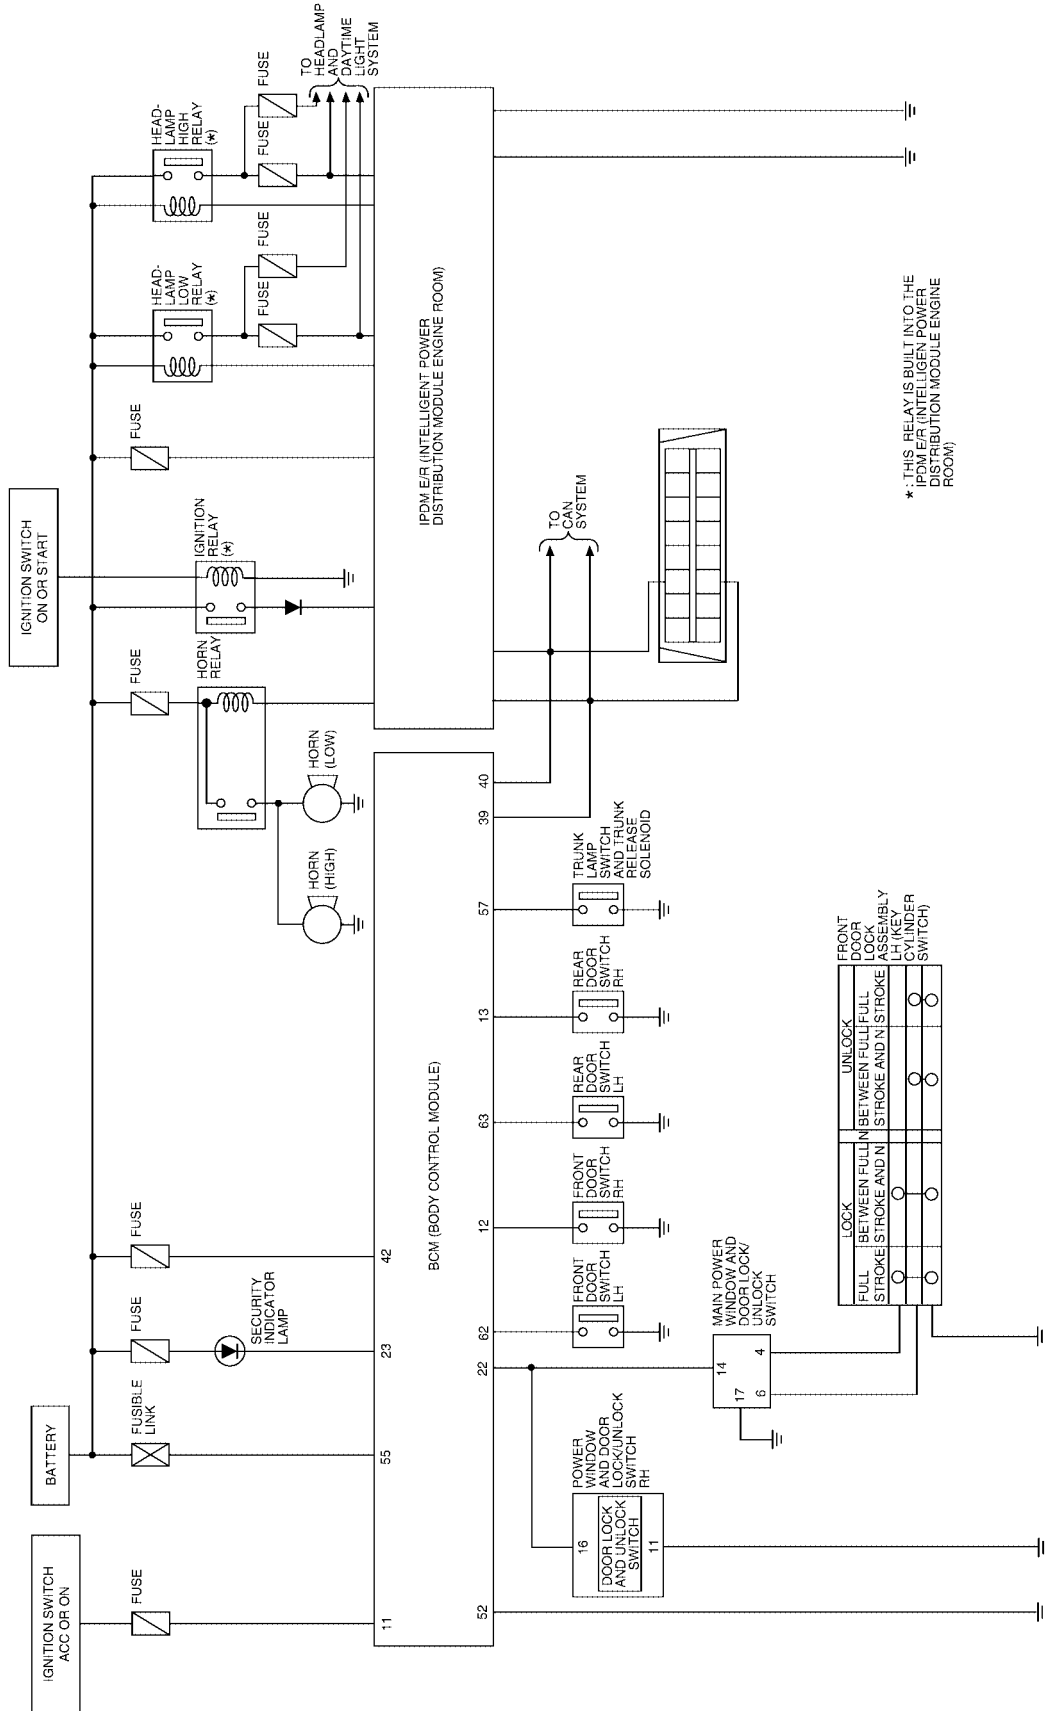 IGNITION SWITCH
ACC OR ON
BATTERY
IGNITION SWITCH
ON OR START
FUSE
FUSIBLE
LINK
FUSE
SECURITY
INDICATOR
LAMP
FUSE
FUSE
HORN
RELAY
IGNITION
RELAY
(*)
FUSE
HEAD-
LAMP
LOW
RELAY
(*)
HEAD-
LAMP
HIGH
RELAY
(*)
FUSE
FUSE
FUSE
FUSE
TO
HEADLAMP
AND
DAYTIME
LIGHT
SYSTEM
HORN
(HIGH)
HORN
(LOW)
11
55
23
42
BCM (BODY CONTROL MODULE)
IPDM E/R (INTELLIGENT POWER
DISTRIBUTION MODULE ENGINE ROOM)
52
22
62
12
63
13
57
39
40
TO
CAN
SYSTEM
POWER
WINDOW
AND DOOR
LOCK/UNLOCK
SWITCH
RH
16
DOOR LOCK
AND UNLOCK
SWITCH
11
FRONT
DOOR
SWITCH
LH
FRONT
DOOR
SWITCH
RH
REAR
DOOR
SWITCH
LH
REAR
DOOR
SWITCH
RH
TRUNK
LAMP
SWITCH
AND TRUNK
RELEASE
SOLENOID
MAIN POWER
WINDOW AND
DOOR LOCK/
UNLOCK
SWITCH
14
17
6
4
LOCK
UNLOCK
FULL
STROKE
BETWEEN FULL
STROKE AND N
N
BETWEEN FULL
STROKE AND N
FULL
STROKE
FRONT
DOOR
LOCK
ASSEMBLY
LH (KEY
CYLINDER
SWITCH)
* : THIS RELAY IS BUILT INTO THE
IPDM E/R (INTELLIGEN POWER
DISTRIBUTION MODULE ENGINE
ROOM)